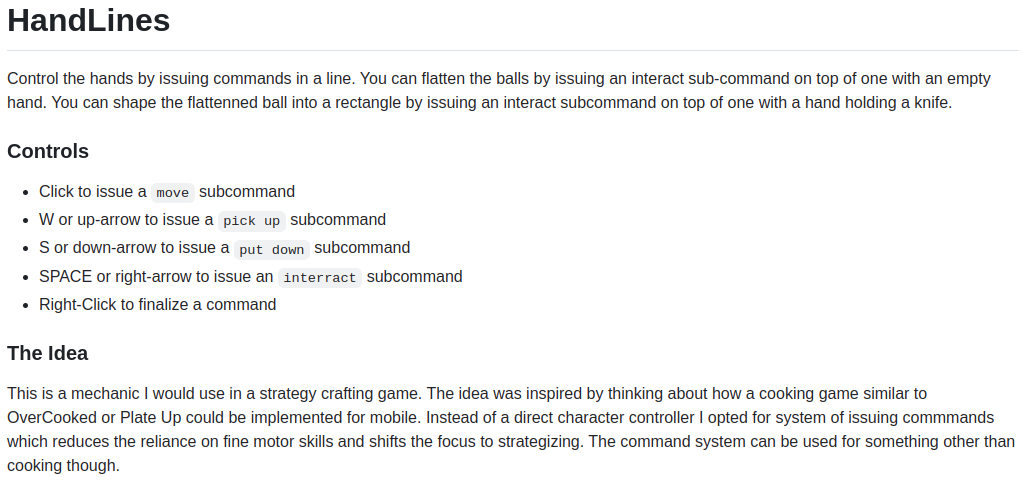 HandLines
Control the hands by issuing commands in a line. You can flatten the balls by issuing an interact sub-command on top of one with an empty
hand. You can shape the flattenned ball into a rectangle by issuing an interact subcommand on top of one with a hand holding a knife.
Controls
• Click to issue a move subcommand
• W or up-arrow to issue a pick up subcommand
• S or down-arrow to issue a put down subcommand
• SPACE or right-arrow to issue an interract subcommand
• Right-Click to finalize a command
The Idea
This is a mechanic I would use in a strategy crafting game. The idea was inspired by thinking about how a cooking game similar to
OverCooked or Plate Up could be implemented for mobile. Instead of a direct character controller I opted for system of issuing commmands
which reduces the reliance on fine motor skills and shifts the focus to strategizing. The command system can be used for something other than
cooking though.